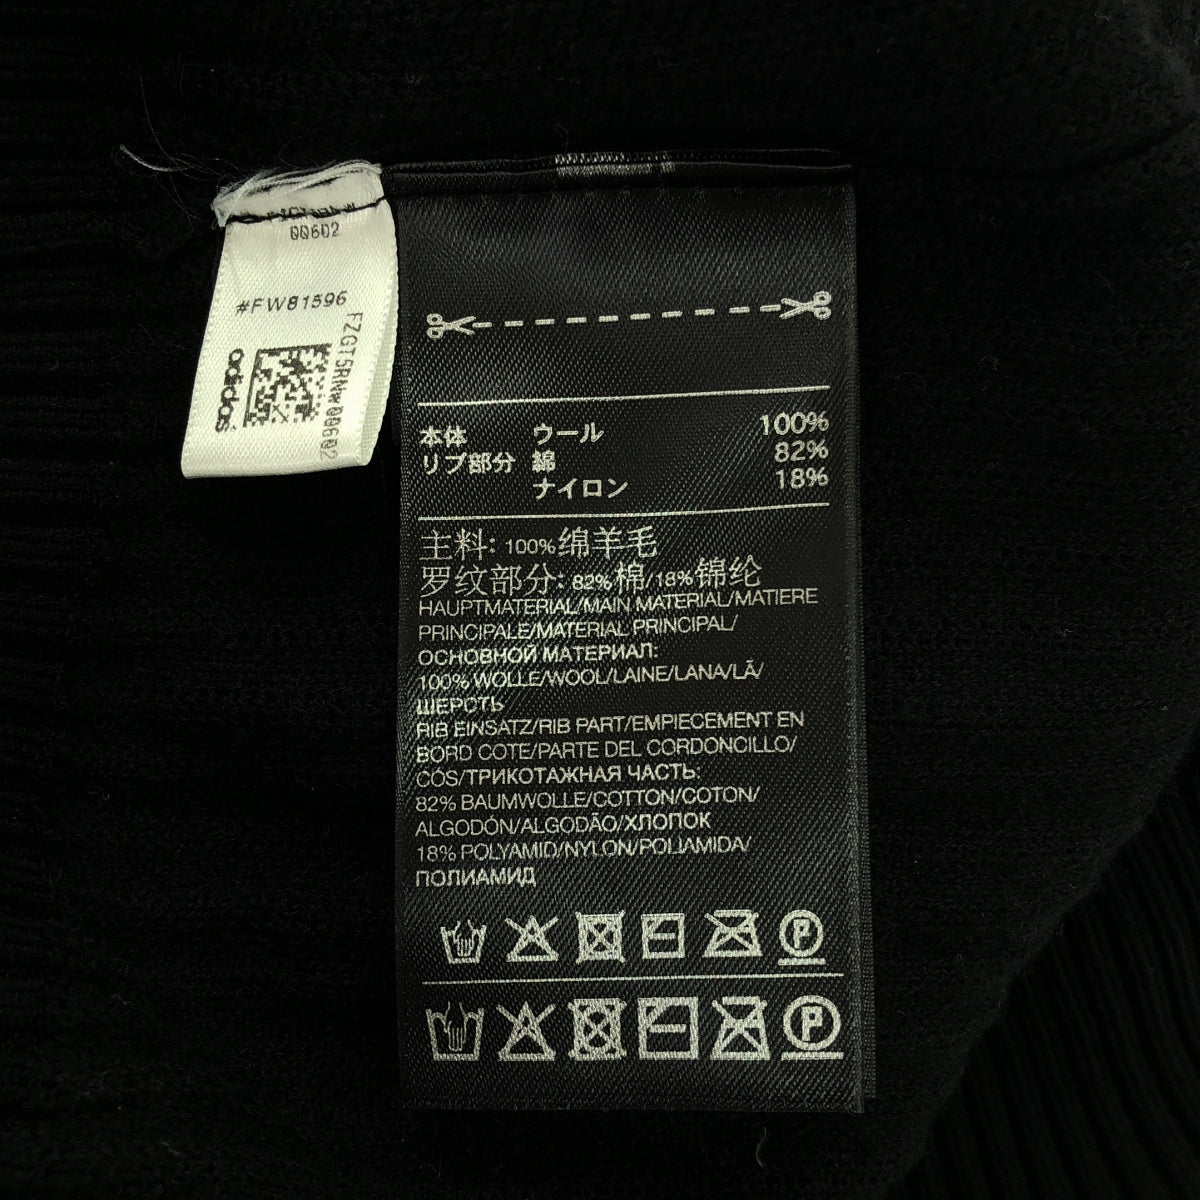 00602
#FW81596
adidas
FZGT5RNw00602
本体 ウール 100%
リブ部分 綿 82%
ナイロン 18%
主料: 100%绵羊毛
罗纹部分: 82%棉/18%锦纶
HAUPTMATERIAL/MAIN MATERIAL/MATIERE
PRINCIPALE/MATERIAL PRINCIPAL/
ОСНОВНОЙ МАТЕРИАЛ:
100% WOLLE/WOOL/LAINE/LANA/LÃ/
ШЕРСТЬ
RIB EINSATZ/RIB PART/EMPIECEMENT EN
BORD COTE/PARTE DEL CORDONCILLO/
CÓS/ТРИКОТАЖНАЯ ЧАСТЬ:
82% BAUMWOLLE/COTTON/COTON/
ALGODÓN/ALGODÃO/ХЛОПОК
18% POLYAMID/NYLON/POLIAMIDA/
ПОЛИАМИД
P
P